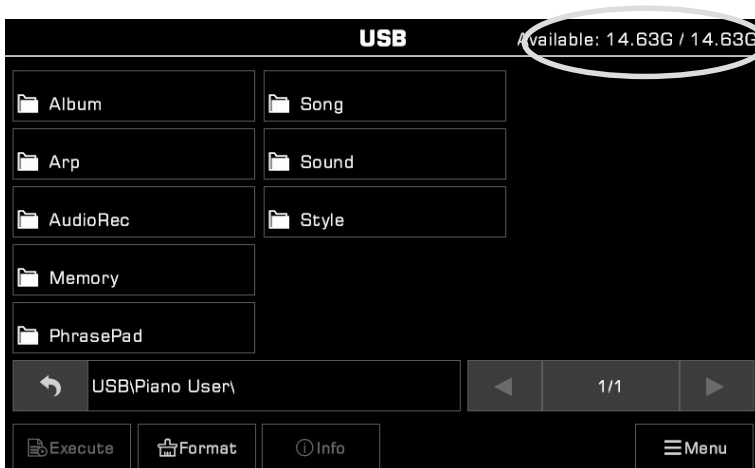 USB
Available: 14.63G / 14.63G
Album
Song
Arp
Sound
AudioRec
Style
Memory
PhrasePad
USB\Piano User\
1/1
Execute
Format
Info
Menu